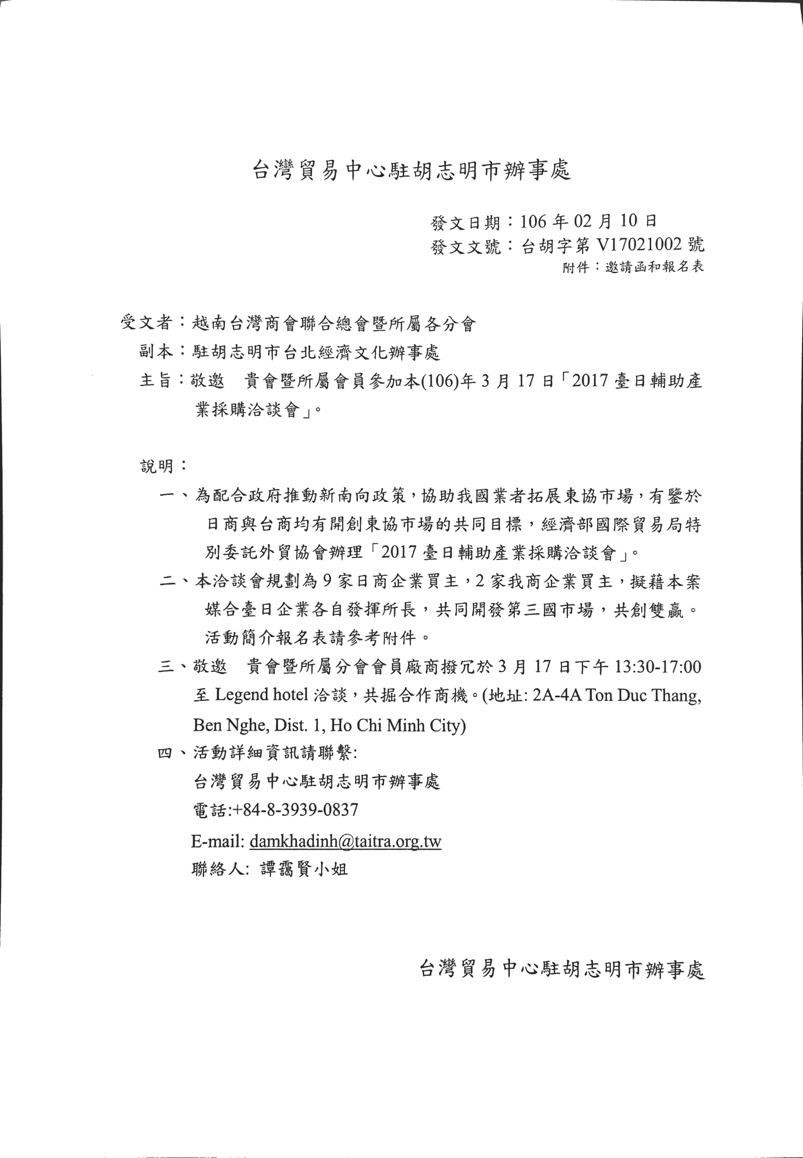 台灣貿易中心駐胡志明市辦事處
發文日期：106 年 02 月 10 日
發文文號：台胡字第 V17021002 號
附件：邀請函和報名表
受文者：越南台灣商會聯合總會暨所屬各分會
副本：駐胡志明市台北經濟文化辦事處
主旨：敬邀　貴會暨所屬會員參加本(106)年 3 月 17 日「2017 臺日輔助產
業採購洽談會」。
說明：
一、為配合政府推動新南向政策，協助我國業者拓展東協市場，有鑒於
日商與台商均有開創東協市場的共同目標，經濟部國際貿易局特
別委託外貿協會辦理「2017 臺日輔助產業採購洽談會」。
二、本洽談會規劃為 9 家日商企業買主，2 家我商企業買主，擬藉本案
媒合臺日企業各自發揮所長，共同開發第三國市場，共創雙贏。
活動簡介報名表請參考附件。
三、敬邀　貴會暨所屬分會會員廠商撥冗於 3 月 17 日下午 13:30-17:00
至 Legend hotel 洽談，共掘合作商機。(地址: 2A-4A Ton Duc Thang,
Ben Nghe, Dist. 1, Ho Chi Minh City)
四、活動詳細資訊請聯繫:
台灣貿易中心駐胡志明市辦事處
電話:+84-8-3939-0837
E-mail: damkhadinh@taitra.org.tw
聯絡人: 譚靄賢小姐
台灣貿易中心駐胡志明市辦事處